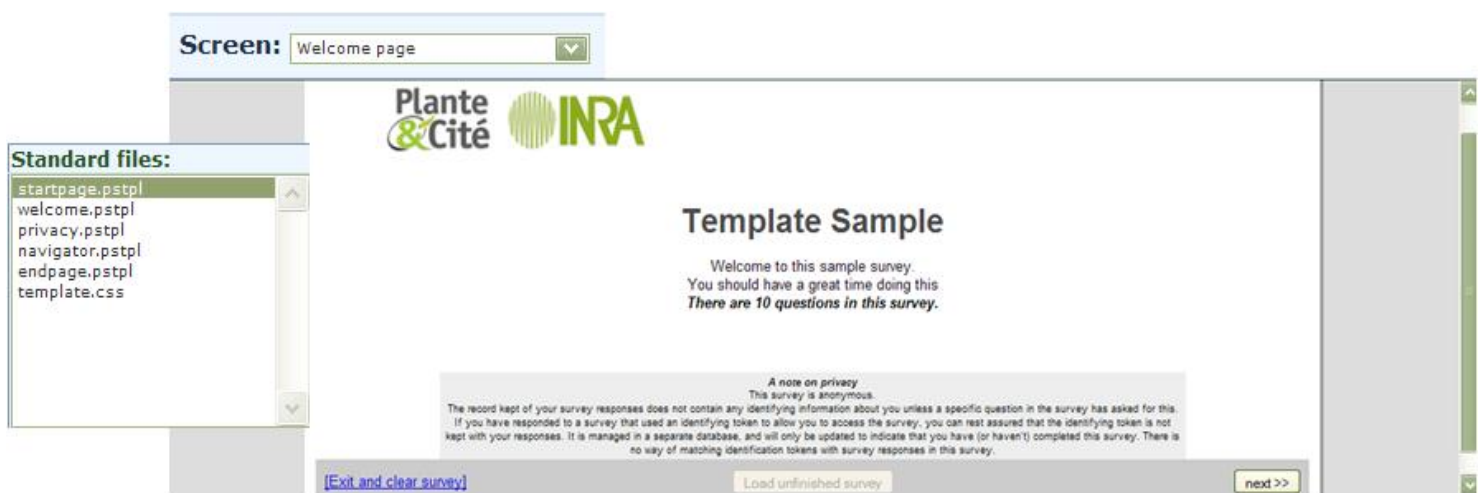 Screen: Welcome page
Plante
&Cité INRA
Standard files:
startpage.pstpl
welcome.pstpl
privacy.pstpl
navigator.pstpl
endpage.pstpl
template.css
Template Sample
Welcome to this sample survey.
You should have a great time doing this
There are 10 questions in this survey.
A note on privacy
This survey is anonymous.
The record kept of your survey responses does not contain any identifying information about you unless a specific question in the survey has asked for this.
If you have responded to a survey that used an identifying token to allow you to access the survey, you can rest assured that the identifying token is not
kept with your responses. It is managed in a separate database, and will only be updated to indicate that you have (or haven't) completed this survey. There is
no way of matching identification tokens with survey responses in this survey.
[Exit and clear survey] Load unfinished survey next >>